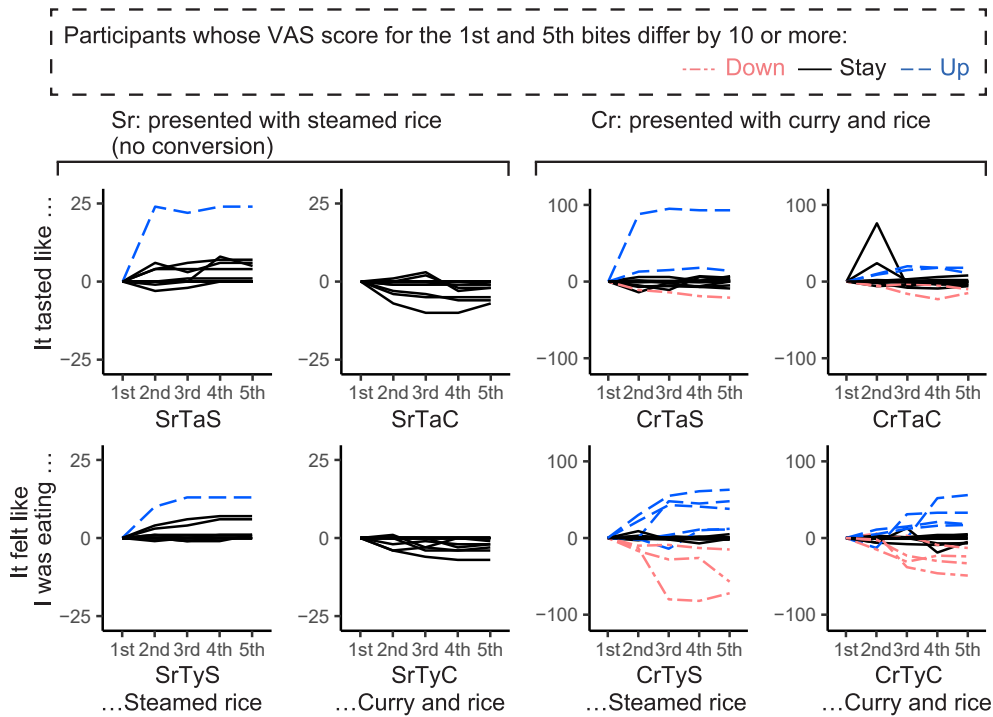 Participants whose VAS score for the 1st and 5th bites differ by 10 or more:
Down Stay Up
Sr: presented with steamed rice
(no conversion)
Cr: presented with curry and rice
It tasted like …
25
0
−25
1st 2nd 3rd 4th 5th
SrTaS
25
0
−25
1st 2nd 3rd 4th 5th
SrTaC
100
0
−100
1st 2nd 3rd 4th 5th
CrTaS
100
0
−100
1st 2nd 3rd 4th 5th
CrTaC
It felt like
I was eating …
25
0
−25
1st 2nd 3rd 4th 5th
SrTyS
…Steamed rice
25
0
−25
1st 2nd 3rd 4th 5th
SrTyC
…Curry and rice
100
0
−100
1st 2nd 3rd 4th 5th
CrTyS
…Steamed rice
100
0
−100
1st 2nd 3rd 4th 5th
CrTyC
…Curry and rice